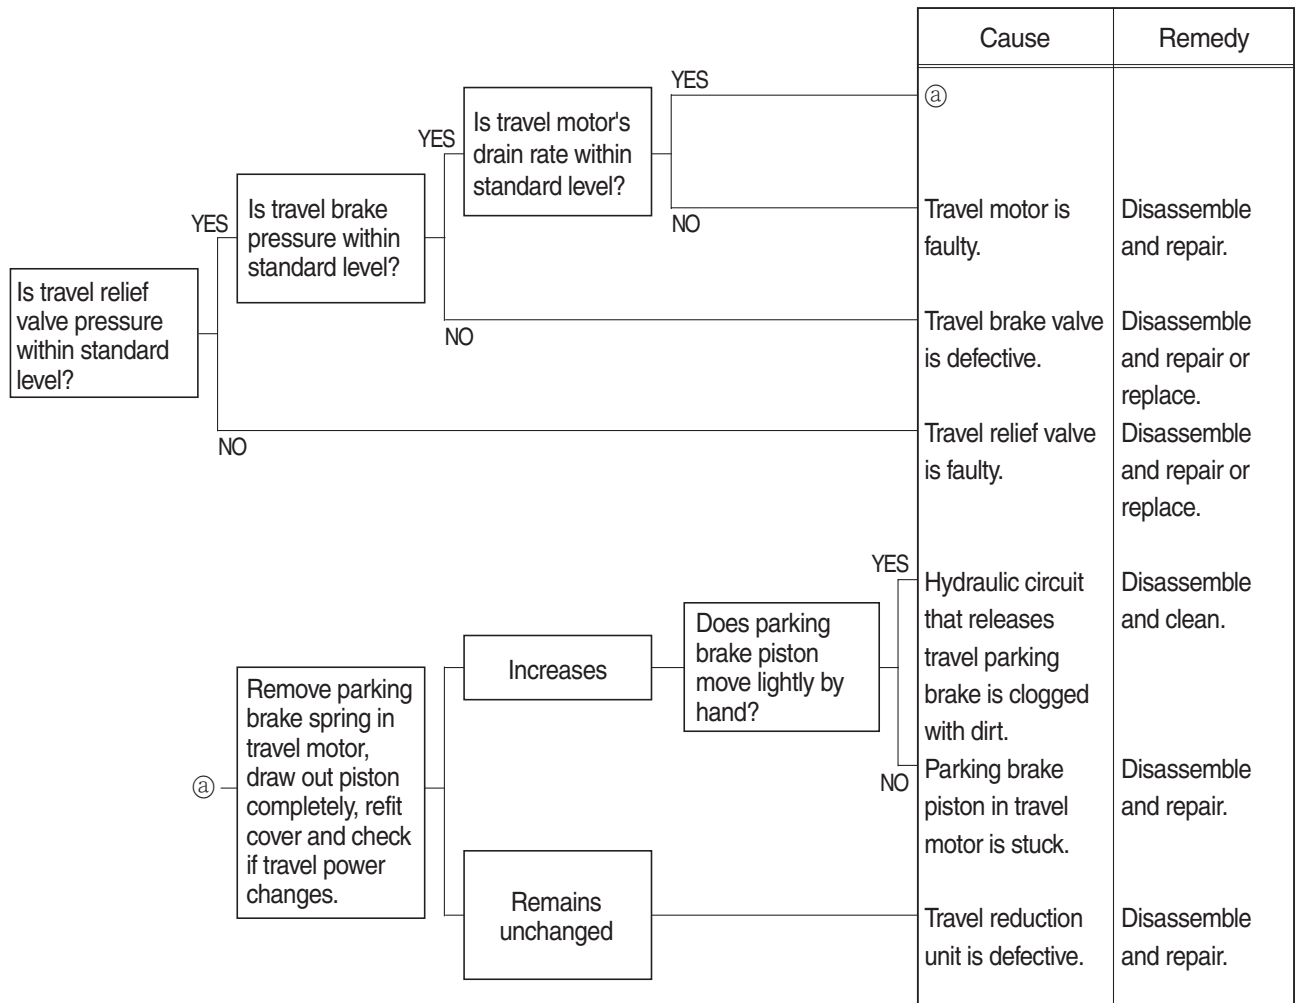 Cause
Remedy
YES
ⓐ
Is travel motor's
drain rate within
standard level?
YES
NO
Travel motor is
faulty.
Disassemble
and repair.
Is travel brake
pressure within
standard level?
YES
NO
Travel brake valve
is defective.
Disassemble
and repair or
replace.
Is travel relief
valve pressure
within standard
level?
NO
Travel relief valve
is faulty.
Disassemble
and repair or
replace.
ⓐ
Remove parking
brake spring in
travel motor,
draw out piston
completely, refit
cover and check
if travel power
changes.
Increases
Does parking
brake piston
move lightly by
hand?
YES
Hydraulic circuit
that releases
travel parking
brake is clogged
with dirt.
Disassemble
and clean.
NO
Parking brake
piston in travel
motor is stuck.
Disassemble
and repair.
Remains
unchanged
Travel reduction
unit is defective.
Disassemble
and repair.